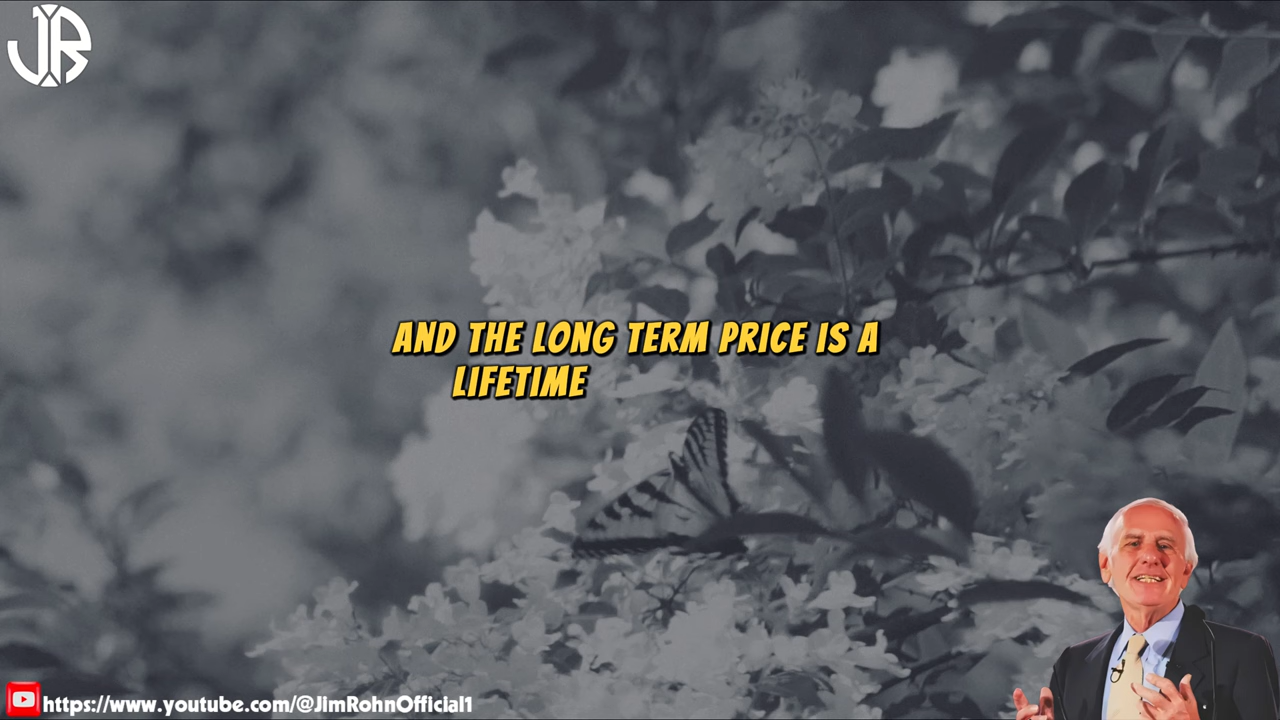 JR
AND THE LONG TERM PRICE IS A
LIFETIME
https://www.youtube.com/@JimRohnOfficial1